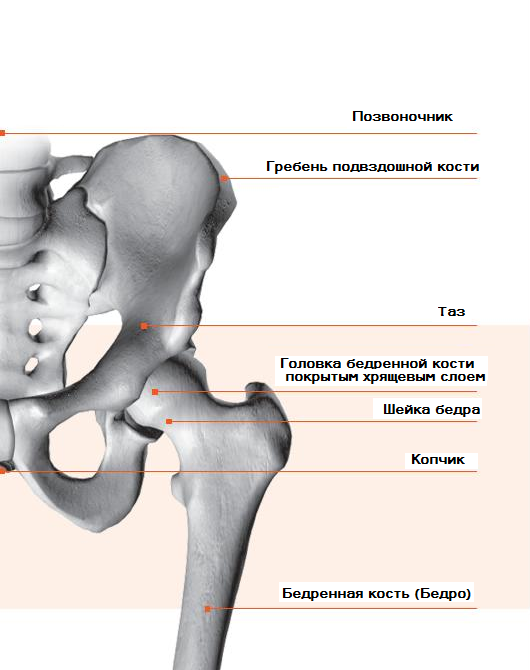 Позвоночник
Гребень подвздошной кости
Таз
Головка бедренной кости
покрытым хрящевым слоем
Шейка бедра
Копчик
Бедренная кость (Бедро)